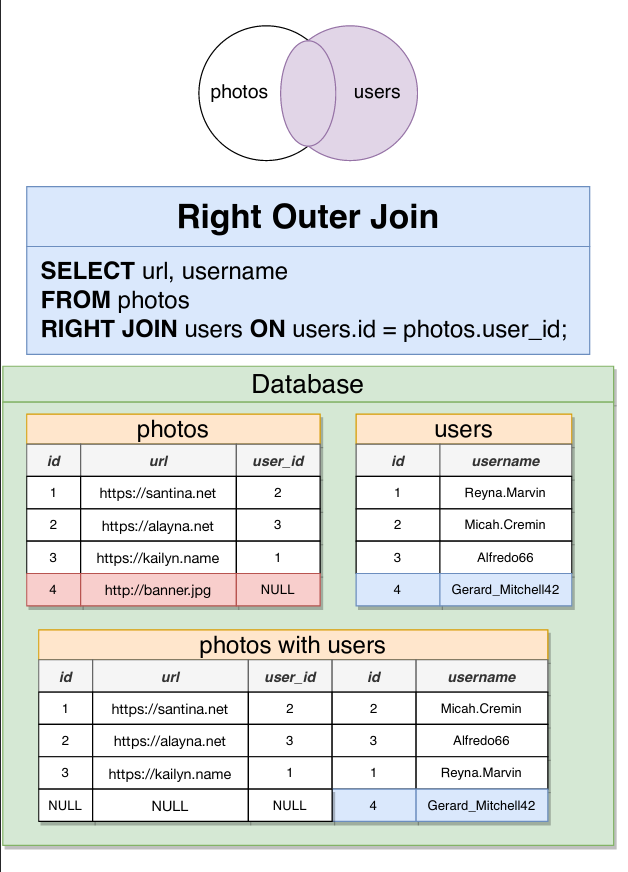 photos users
Right Outer Join
SELECT url, username
FROM photos
RIGHT JOIN users ON users.id = photos.user_id;
Database
photos
id url user_id
1 https://santina.net 2
2 https://alayna.net 3
3 https://kailyn.name 1
4 http://banner.jpg NULL
users
id username
1 Reyna.Marvin
2 Micah.Cremin
3 Alfredo66
4 Gerard_Mitchell42
photos with users
id url user_id id username
1 https://santina.net 2 2 Micah.Cremin
2 https://alayna.net 3 3 Alfredo66
3 https://kailyn.name 1 1 Reyna.Marvin
NULL NULL NULL 4 Gerard_Mitchell42